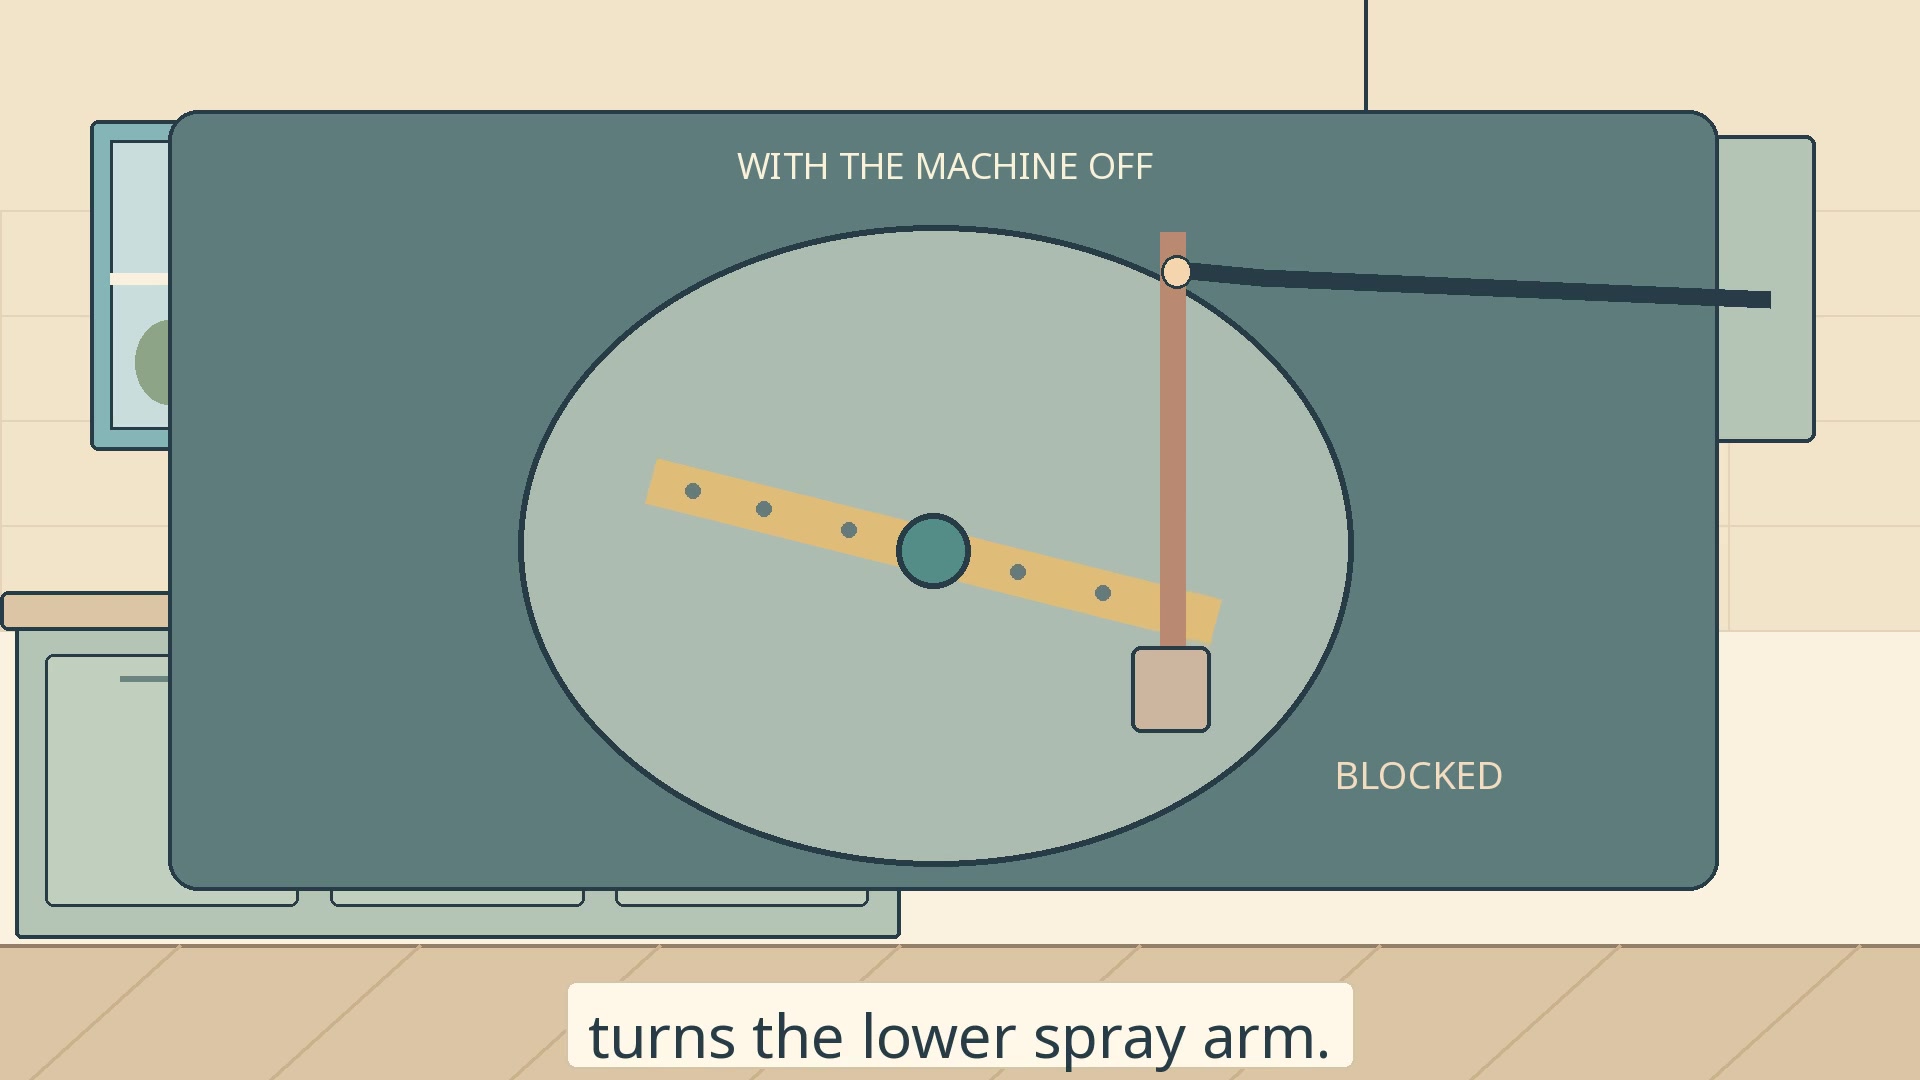 WITH THE MACHINE OFF
BLOCKED
turns the lower spray arm.